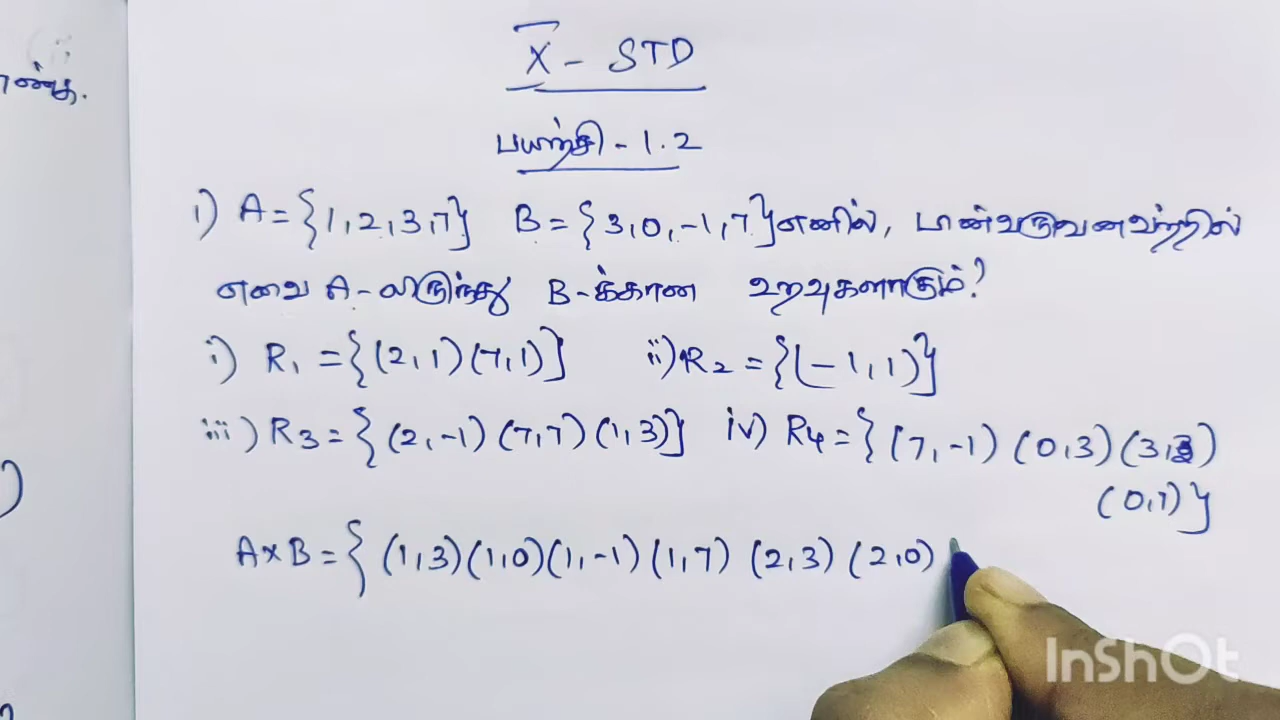 ண்க.
X - STD
பயிற்சி - 1.2
1) A = {1, 2, 3, 7} B = {3, 0, -1, 7} எனில், பின்வருவனவற்றில்
எவை A-லிருந்து B-க்கான உறவுகளாகும்?
i) R1 = {(2, 1) (7, 1)} ii) R2 = {(-1, 1)}
iii) R3 = {(2, -1) (7, 7) (1, 3)} iv) R4 = {(7, -1) (0, 3) (3, 3)
(0, 7)}
A×B = { (1, 3) (1, 0) (1, -1) (1, 7) (2, 3) (2, 0)
InShOt